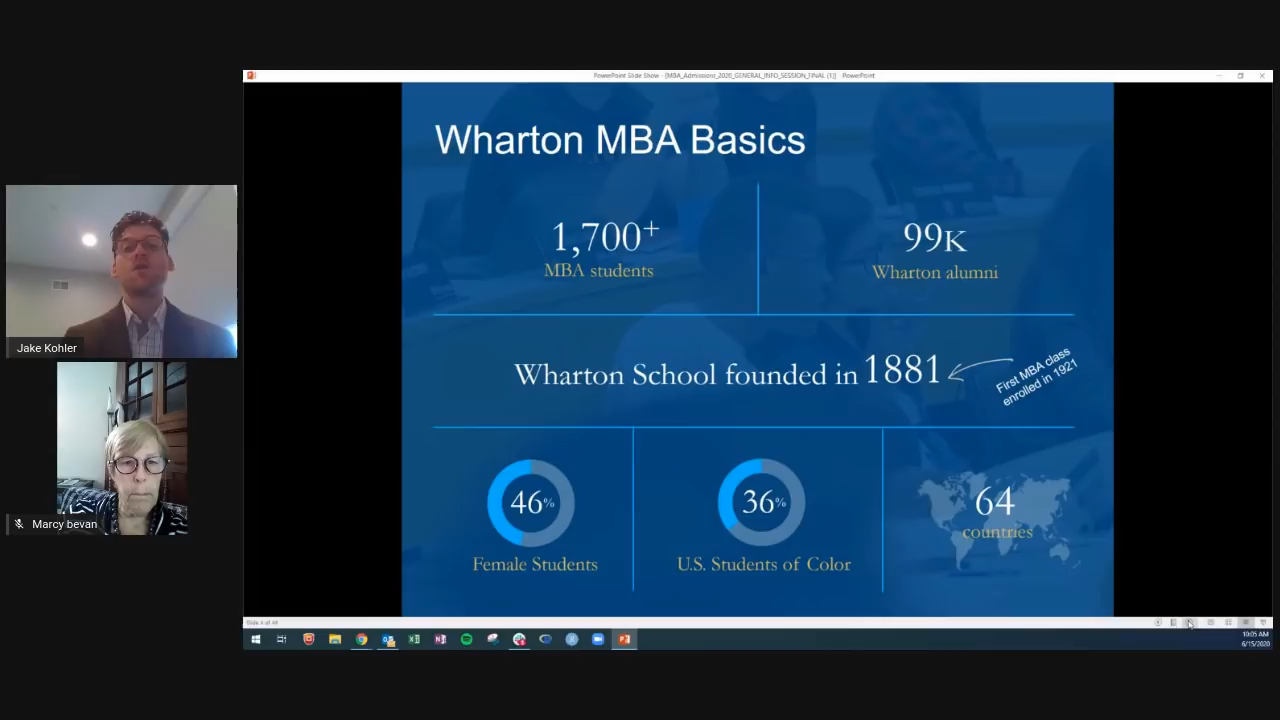 PowerPoint Slide Show - [MBA_Admissions_2020_GENERAL_INFO_SESSION_FINAL (1)] - PowerPoint
Wharton MBA Basics
1,700+
MBA students
99K
Wharton alumni
Wharton School founded in 1881
First MBA class
enrolled in 1921
46%
Female Students
36%
U.S. Students of Color
64
countries
Jake Kohler
Marcy bevan
10:05 AM
6/15/2020